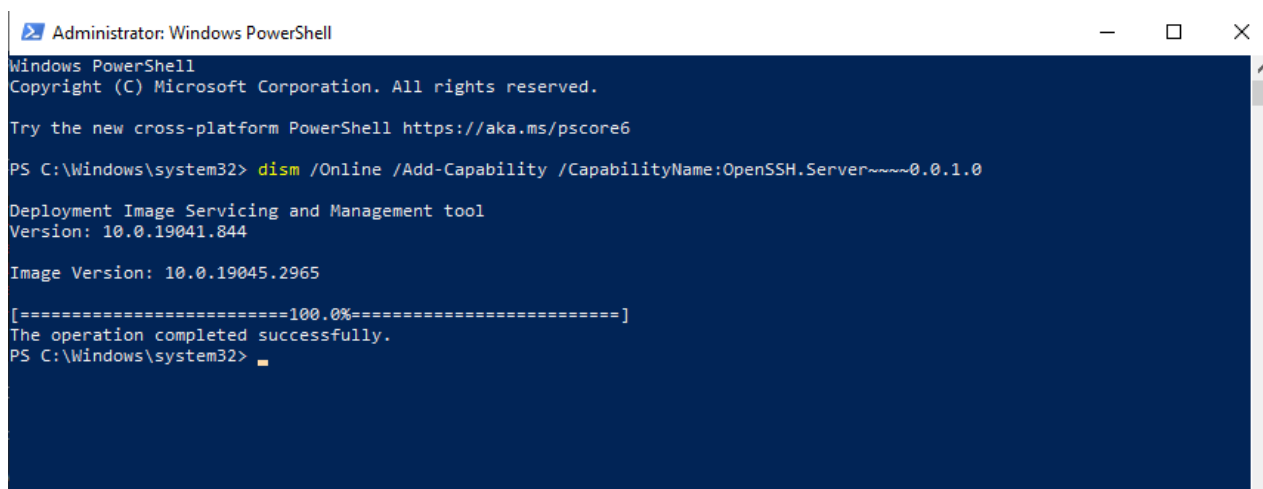 Administrator: Windows PowerShell
Windows PowerShell
Copyright (C) Microsoft Corporation. All rights reserved.
Try the new cross-platform PowerShell https://aka.ms/pscore6
PS C:\Windows\system32> dism /Online /Add-Capability /CapabilityName:OpenSSH.Server~~~~0.0.1.0
Deployment Image Servicing and Management tool
Version: 10.0.19041.844
Image Version: 10.0.19045.2965
[==========================100.0%==========================]
The operation completed successfully.
PS C:\Windows\system32>